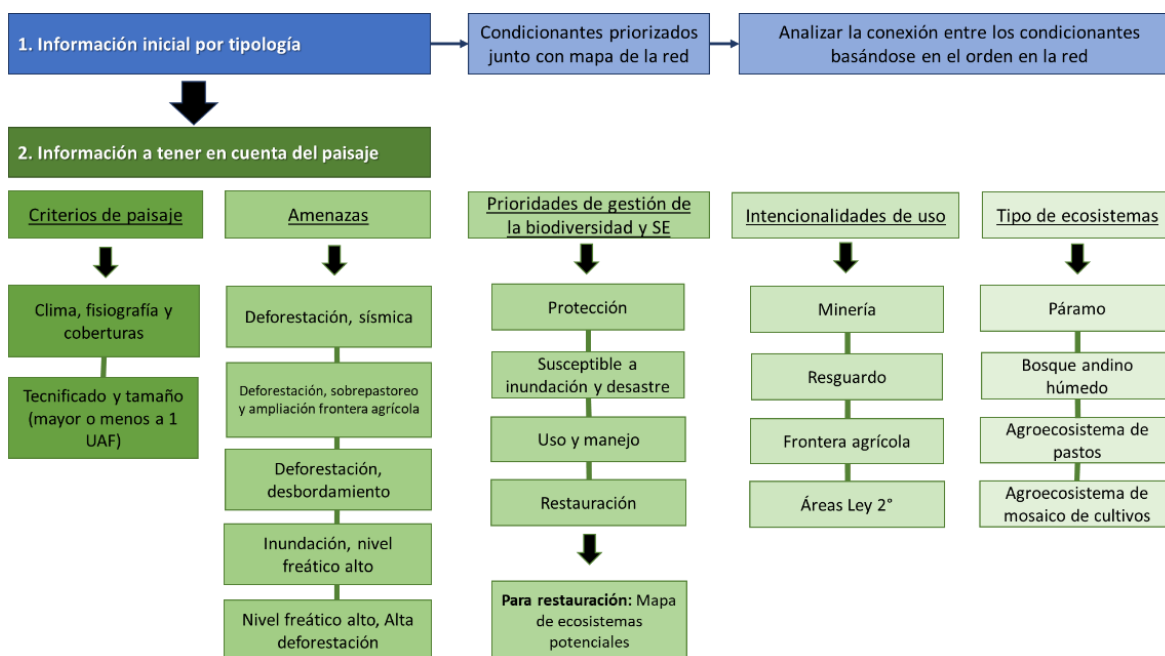 1. Información inicial por tipología
Condicionantes priorizados
junto con mapa de la red
Analizar la conexión entre los condicionantes
basándose en el orden en la red
2. Información a tener en cuenta del paisaje
Criterios de paisaje
Clima, fisiografía y
coberturas
Tecnificado y tamaño
(mayor o menos a 1
UAF)
Amenazas
Deforestación, sísmica
Deforestación, sobrepastoreo
y ampliación frontera agrícola
Deforestación,
desbordamiento
Inundación, nivel
freático alto
Nivel freático alto, Alta
deforestación
Prioridades de gestión de
la biodiversidad y SE
Protección
Susceptible a
inundación y desastre
Uso y manejo
Restauración
Para restauración: Mapa
de ecosistemas
potenciales
Intencionalidades de uso
Minería
Resguardo
Frontera agrícola
Áreas Ley 2°
Tipo de ecosistemas
Páramo
Bosque andino
húmedo
Agroecosistema de
pastos
Agroecosistema de
mosaico de cultivos